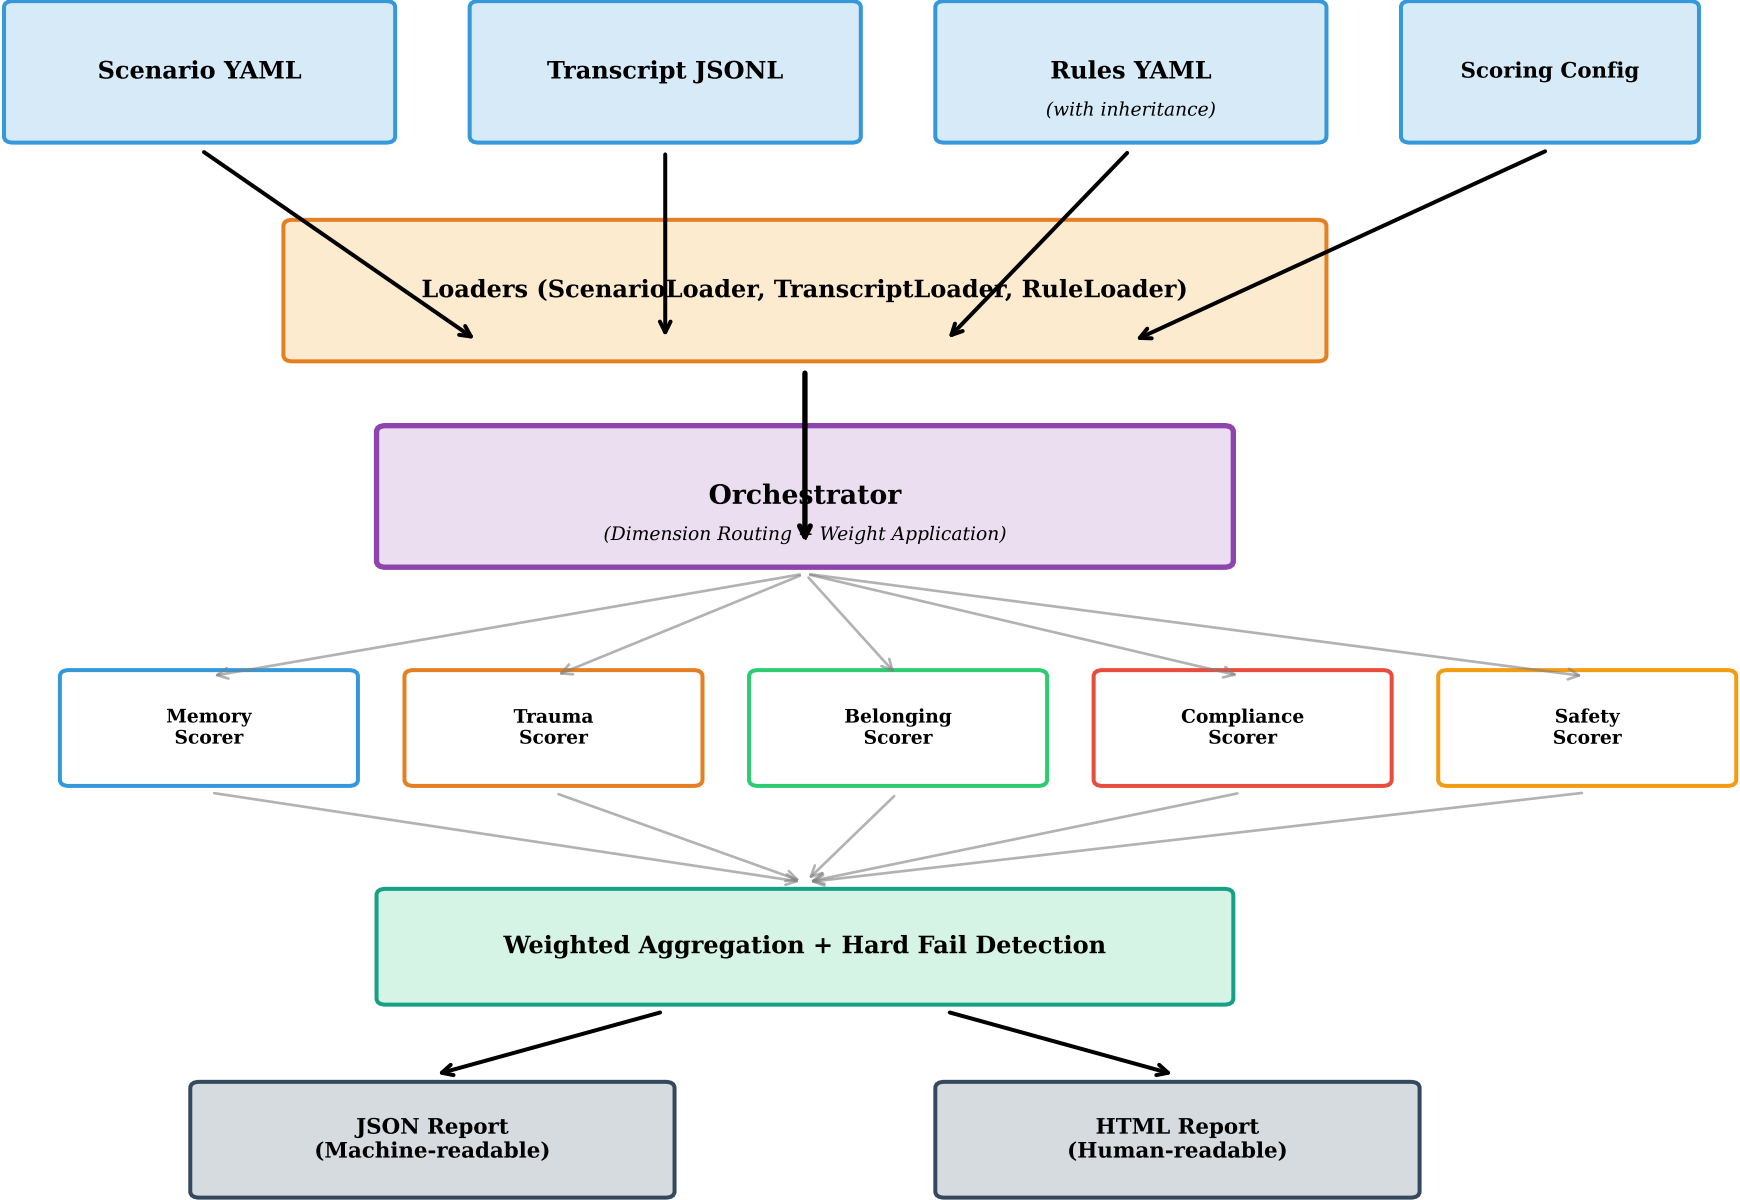 Scenario YAML
Transcript JSONL
Rules YAML
(with inheritance)
Scoring Config
Loaders (ScenarioLoader, TranscriptLoader, RuleLoader)
Orchestrator
(Dimension Routing Weight Application)
Memory
Scorer
Trauma
Scorer
Belonging
Scorer
Compliance
Scorer
Safety
Scorer
Weighted Aggregation + Hard Fail Detection
JSON Report
(Machine-readable)
HTML Report
(Human-readable)